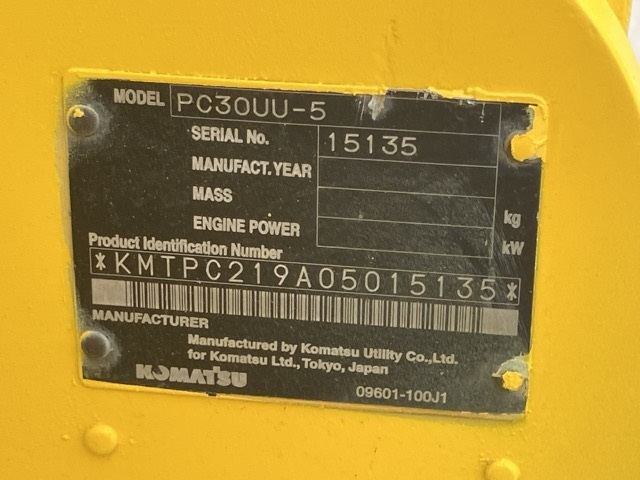 MODEL PC30UU-5
SERIAL No. 15135
MANUFACT.YEAR
MASS kg
ENGINE POWER kW
Product Identification Number
*KMTPC219A05015135*
MANUFACTURER
Manufactured by Komatsu Utility Co.,Ltd.
for Komatsu Ltd.,Tokyo, Japan
KOMATSU
09601-100J1